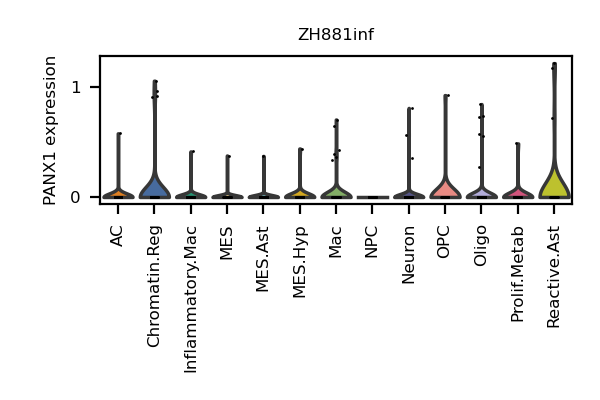 ZH881inf
PANX1 expression
1
0
AC
Chromatin.Reg
Inflammatory.Mac
MES
MES.Ast
MES.Hyp
Mac
NPC
Neuron
OPC
Oligo
Prolif.Metab
Reactive.Ast